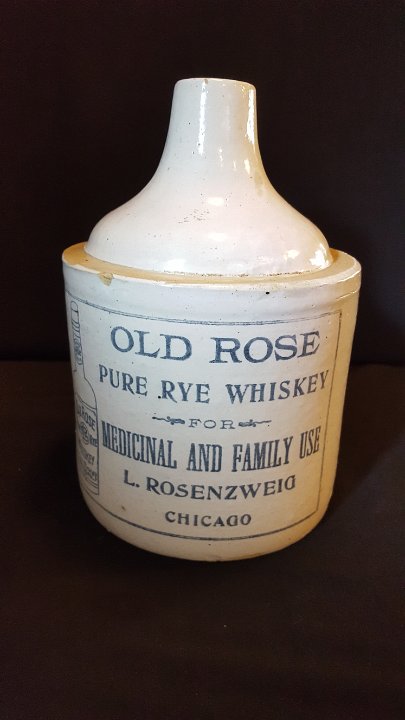 OLD ROSE
PURE RYE WHISKEY
FOR
MEDICINAL AND FAMILY USE
L. ROSENZWEIG
CHICAGO